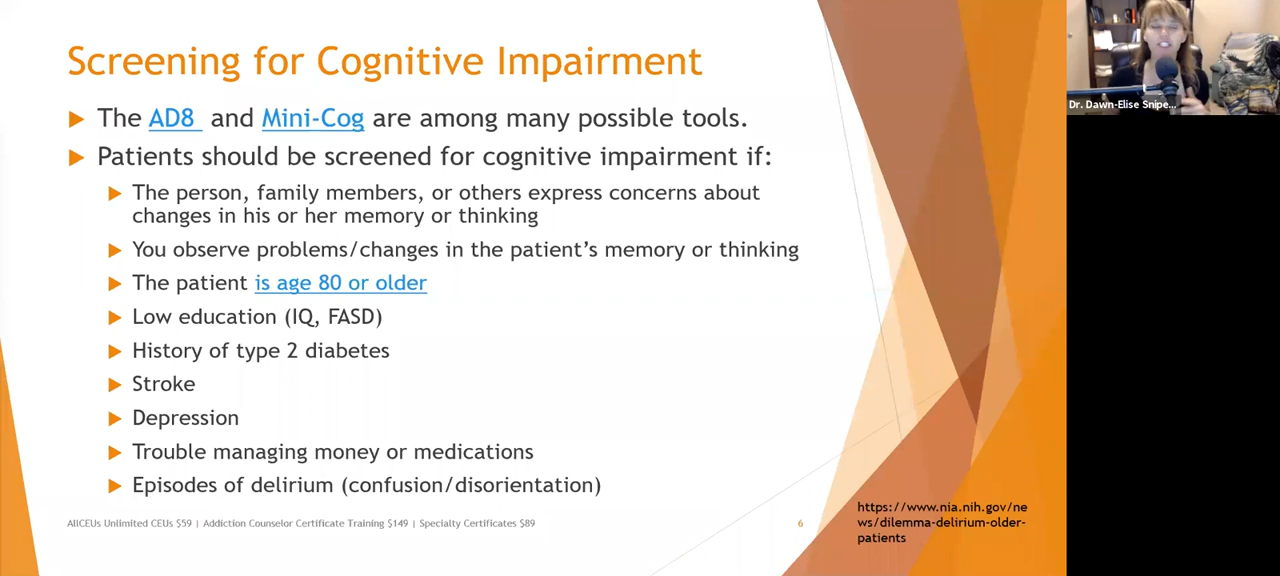 Screening for Cognitive Impairment
The AD8 and Mini-Cog are among many possible tools.
Patients should be screened for cognitive impairment if:
The person, family members, or others express concerns about
changes in his or her memory or thinking
You observe problems/changes in the patient's memory or thinking
The patient is age 80 or older
Low education (IQ, FASD)
History of type 2 diabetes
Stroke
Depression
Trouble managing money or medications
Episodes of delirium (confusion/disorientation)
AllCEUs Unlimited CEUs $59 | Addiction Counselor Certificate Training $149 | Specialty Certificates $89
6
https://www.nia.nih.gov/ne
ws/dilemma-delirium-older-
patients
Dr. Dawn-Elise Snipe...